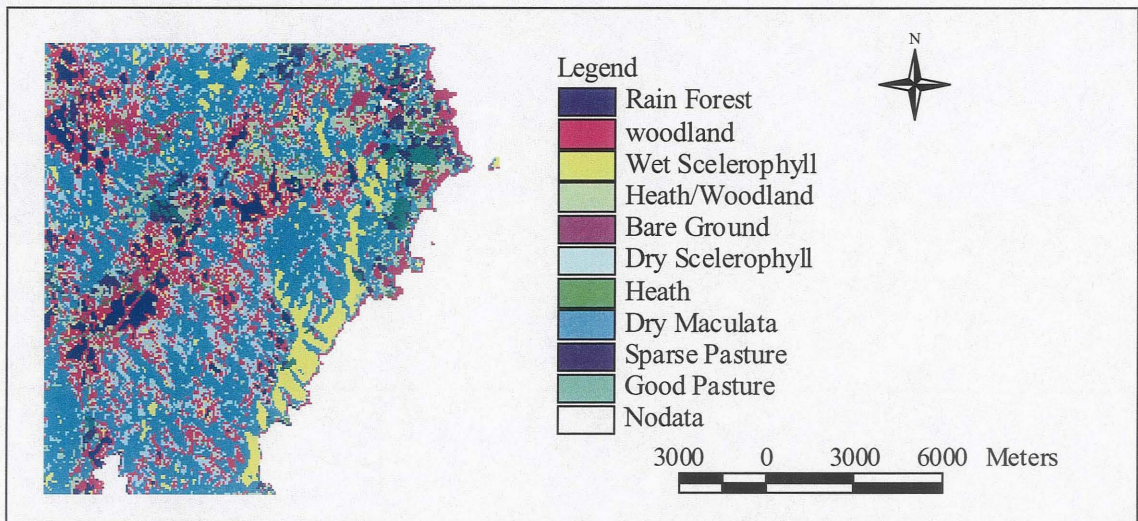 N
Legend
Rain Forest
woodland
Wet Scelerophyll
Heath/Woodland
Bare Ground
Dry Scelerophyll
Heath
Dry Maculata
Sparse Pasture
Good Pasture
Nodata
3000 0 3000 6000 Meters